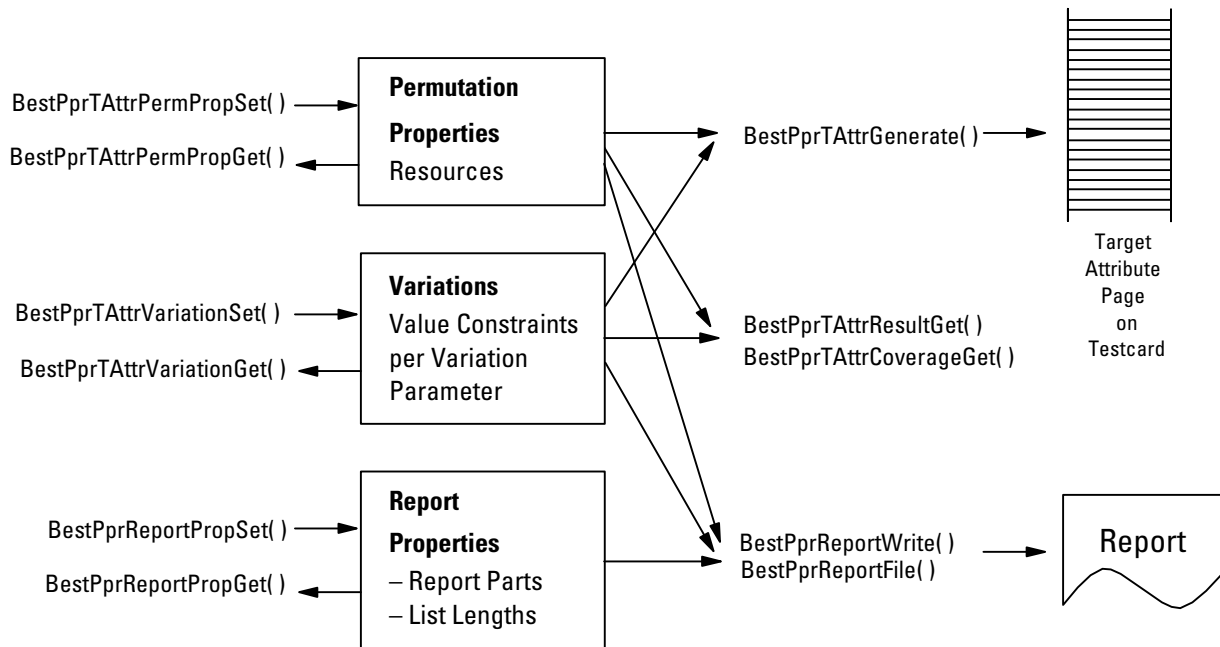 BestPprTAttrPermPropSet( )
BestPprTAttrPermPropGet( )
Permutation
Properties
Resources
BestPprTAttrGenerate( )
Target
Attribute
Page
on
Testcard
BestPprTAttrVariationSet( )
BestPprTAttrVariationGet( )
Variations
Value Constraints
per Variation
Parameter
BestPprTAttrResultGet( )
BestPprTAttrCoverageGet( )
BestPprReportPropSet( )
BestPprReportPropGet( )
Report
Properties
– Report Parts
– List Lengths
BestPprReportWrite( )
BestPprReportFile( )
Report